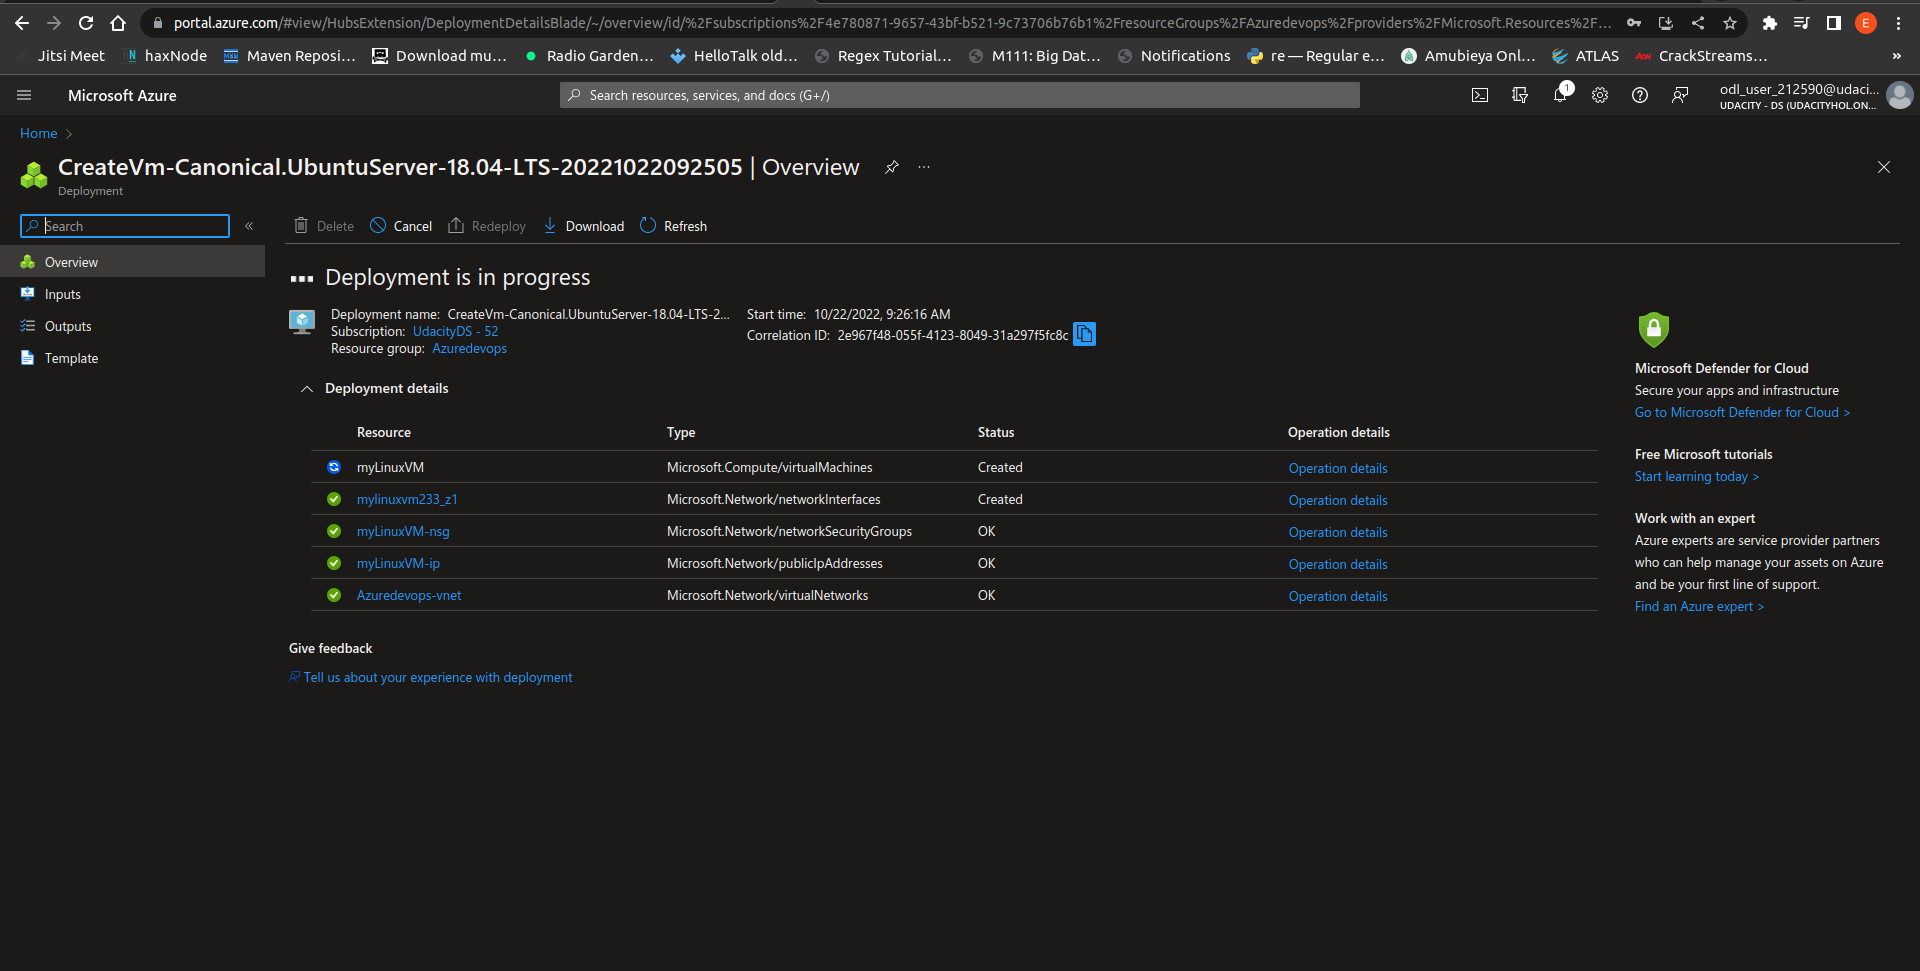 portal.azure.com/#view/HubsExtension/DeploymentDetailsBlade/~/overview/id/%2Fsubscriptions%2F4e780871-9657-43bf-b521-9c73706b76b1%2FresourceGroups%2FAzuredevops%2Fproviders%2FMicrosoft.Resources%2F… E
Jitsi Meet haxNode Maven Reposi… Download mu… Radio Garden… HelloTalk old… Regex Tutorial… M111: Big Dat… Notifications re — Regular e… Amubieya Onl… ATLAS CrackStreams… »
Microsoft Azure Search resources, services, and docs (G+/) 1 odl_user_212590@udaci...
UDACITY - DS (UDACITYHOL.ON...
Home >
CreateVm-Canonical.UbuntuServer-18.04-LTS-20221022092505 | Overview ...
Deployment
Search « Delete Cancel Redeploy Download Refresh
Overview
Inputs
Outputs
Template
Deployment is in progress
Deployment name: CreateVm-Canonical.UbuntuServer-18.04-LTS-2... Start time: 10/22/2022, 9:26:16 AM
Subscription: UdacityDS - 52 Correlation ID: 2e967f48-055f-4123-8049-31a297f5fc8c
Resource group: Azuredevops
Deployment details
Resource Type Status Operation details
myLinuxVM Microsoft.Compute/virtualMachines Created Operation details
mylinuxvm233_z1 Microsoft.Network/networkInterfaces Created Operation details
myLinuxVM-nsg Microsoft.Network/networkSecurityGroups OK Operation details
myLinuxVM-ip Microsoft.Network/publicIpAddresses OK Operation details
Azuredevops-vnet Microsoft.Network/virtualNetworks OK Operation details
Give feedback
Tell us about your experience with deployment
Microsoft Defender for Cloud
Secure your apps and infrastructure
Go to Microsoft Defender for Cloud >
Free Microsoft tutorials
Start learning today >
Work with an expert
Azure experts are service provider partners
who can help manage your assets on Azure
and be your first line of support.
Find an Azure expert >